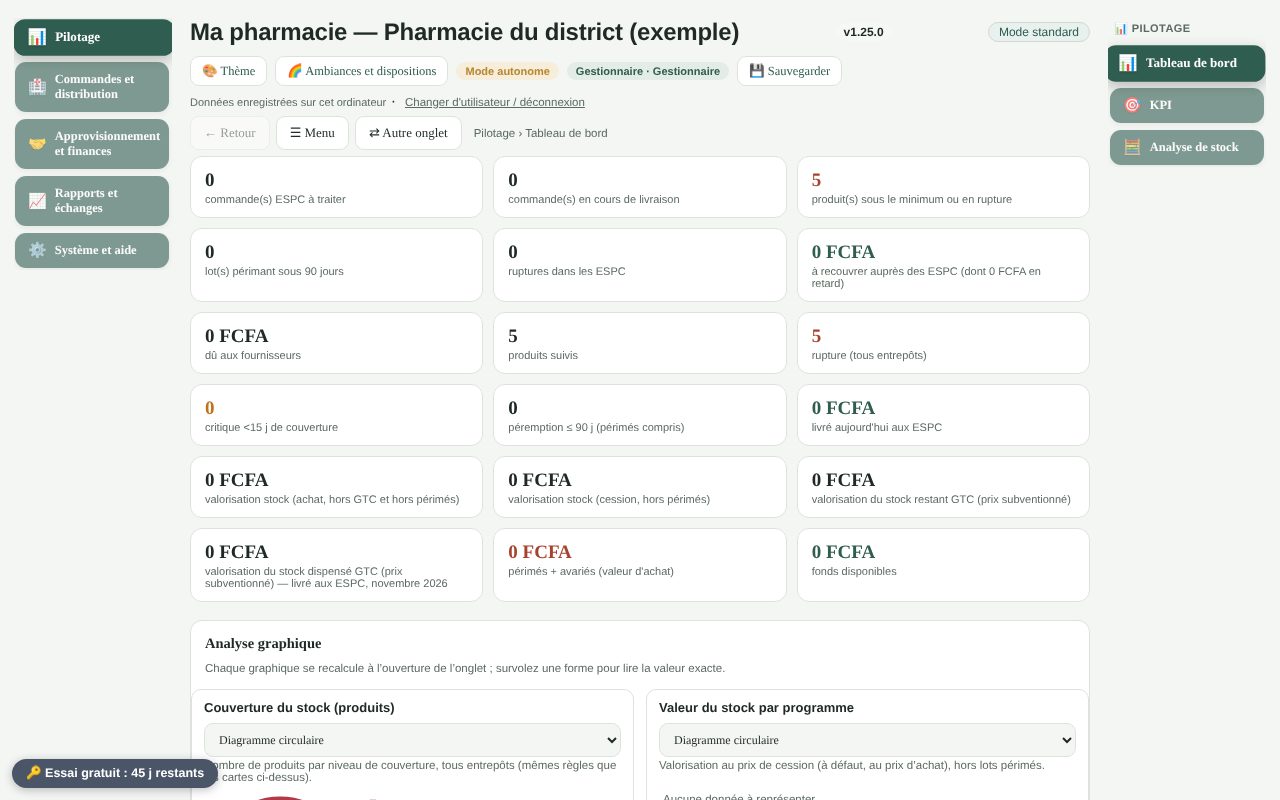 📊 Pilotage
🏥 Commandes et
distribution
🤝 Approvisionnement
et finances
📈 Rapports et
échanges
⚙️ Système et aide
Ma pharmacie — Pharmacie du district (exemple)
v1.25.0
Mode standard
🎨 Thème
🌈 Ambiances et dispositions
Mode autonome
Gestionnaire · Gestionnaire
💾 Sauvegarder
Données enregistrées sur cet ordinateur · Changer d'utilisateur / déconnexion
← Retour
☰ Menu
⇄ Autre onglet
Pilotage › Tableau de bord
0
commande(s) ESPC à traiter
0
commande(s) en cours de livraison
5
produit(s) sous le minimum ou en rupture
0
lot(s) périmant sous 90 jours
0
ruptures dans les ESPC
0 FCFA
à recouvrer auprès des ESPC (dont 0 FCFA en
retard)
0 FCFA
dû aux fournisseurs
5
produits suivis
5
rupture (tous entrepôts)
0
critique <15 j de couverture
0
péremption ≤ 90 j (périmés compris)
0 FCFA
livré aujourd'hui aux ESPC
0 FCFA
valorisation stock (achat, hors GTC et hors périmés)
0 FCFA
valorisation stock (cession, hors périmés)
0 FCFA
valorisation du stock restant GTC (prix subventionné)
0 FCFA
valorisation du stock dispensé GTC (prix
subventionné) — livré aux ESPC, novembre 2026
0 FCFA
périmés + avariés (valeur d'achat)
0 FCFA
fonds disponibles
Analyse graphique
Chaque graphique se recalcule à l'ouverture de l'onglet ; survolez une forme pour lire la valeur exacte.
Couverture du stock (produits)
Diagramme circulaire
ombre de produits par niveau de couverture, tous entrepôts (mêmes règles que
cartes ci-dessus).
Valeur du stock par programme
Diagramme circulaire
Valorisation au prix de cession (à défaut, au prix d'achat), hors lots périmés.
Aucune donnée à représenter
🔑 Essai gratuit : 45 j restants
📊 PILOTAGE
📊 Tableau de bord
🎯 KPI
🧮 Analyse de stock